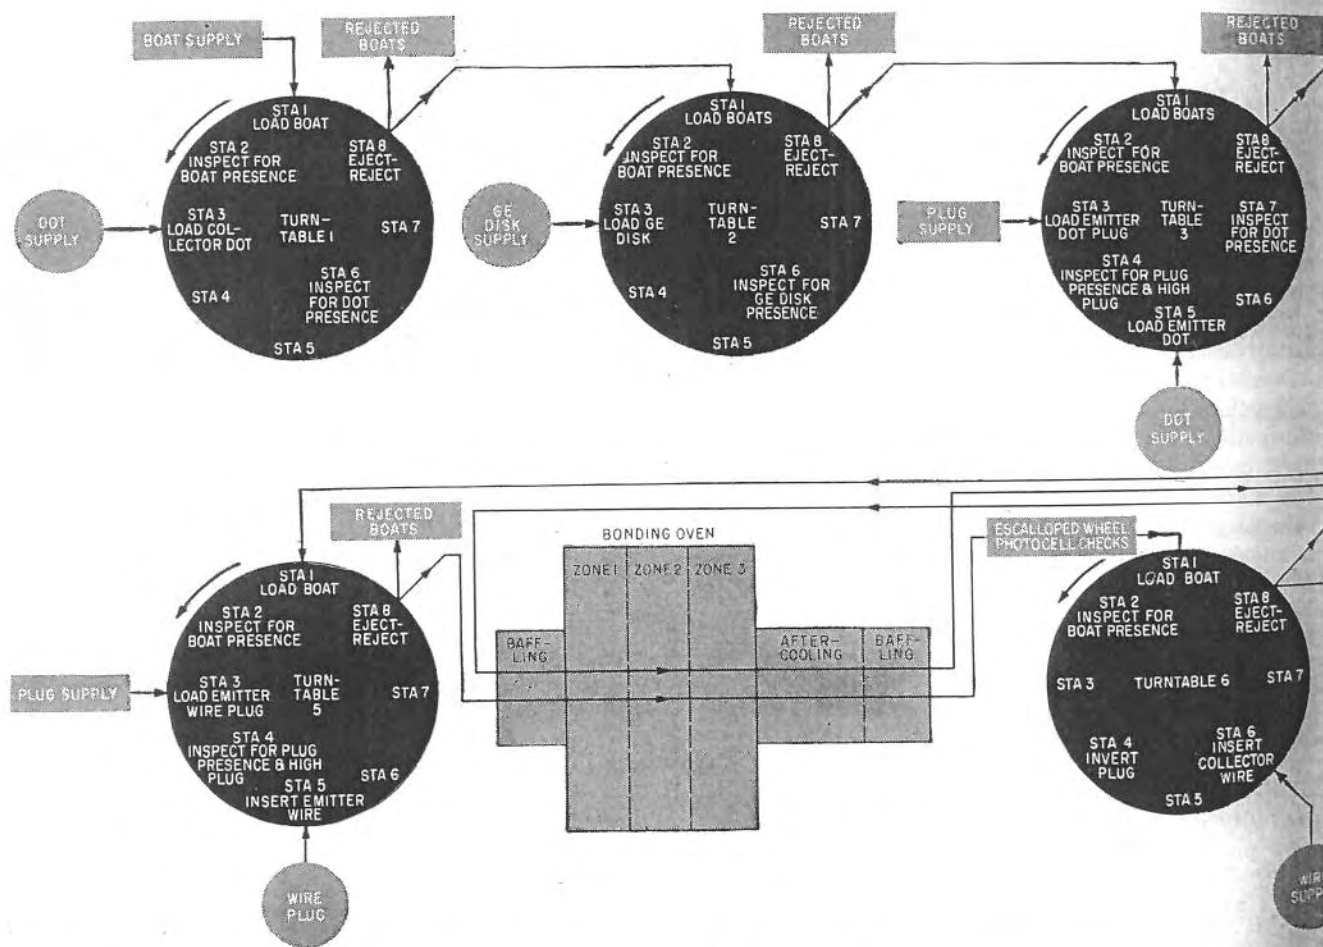 BOAT SUPPLY
REJECTED
BOATS
STA 1
LOAD BOAT
STA 2
INSPECT FOR
BOAT PRESENCE
STA 8
EJECT-
REJECT
DOT
SUPPLY
STA 3
LOAD COL-
LECTOR DOT
TURN-
TABLE 1
STA 7
STA 4
STA 6
INSPECT
FOR DOT
PRESENCE
STA 5
REJECTED
BOATS
STA 1
LOAD BOATS
STA 2
INSPECT FOR
BOAT PRESENCE
STA 8
EJECT-
REJECT
GE
DISK
SUPPLY
STA 3
LOAD GE
DISK
TURN-
TABLE
2
STA 7
STA 4
STA 6
INSPECT FOR
GE DISK
PRESENCE
STA 5
REJECTED
BOATS
STA 1
LOAD BOATS
STA 2
INSPECT FOR
BOAT PRESENCE
STA 8
EJECT-
REJECT
PLUG
SUPPLY
STA 3
LOAD EMITTER
DOT PLUG
TURN-
TABLE
3
STA 7
INSPECT
FOR DOT
PRESENCE
STA 4
INSPECT FOR PLUG
PRESENCE & HIGH
PLUG
STA 6
STA 5
LOAD EMITTER
DOT
DOT
SUPPLY
REJECTED
BOATS
STA 1
LOAD BOAT
STA 2
INSPECT FOR
BOAT PRESENCE
STA 8
EJECT-
REJECT
PLUG SUPPLY
STA 3
LOAD EMITTER
WIRE PLUG
TURN-
TABLE
5
STA 7
STA 4
INSPECT FOR PLUG
PRESENCE & HIGH
PLUG
STA 6
STA 5
INSERT EMITTER
WIRE
WIRE
PLUG
BONDING OVEN
ZONE 1
ZONE 2
ZONE 3
BAFF-
LING
AFTER-
COOLING
BAFF-
LING
ESCALLOPED WHEEL
PHOTOCELL CHECKS
STA 1
LOAD BOAT
STA 2
INSPECT FOR
BOAT PRESENCE
STA 8
EJECT-
REJECT
STA 3
TURNTABLE 6
STA 7
STA 4
INVERT
PLUG
STA 6
INSERT
COLLECTOR
WIRE
STA 5